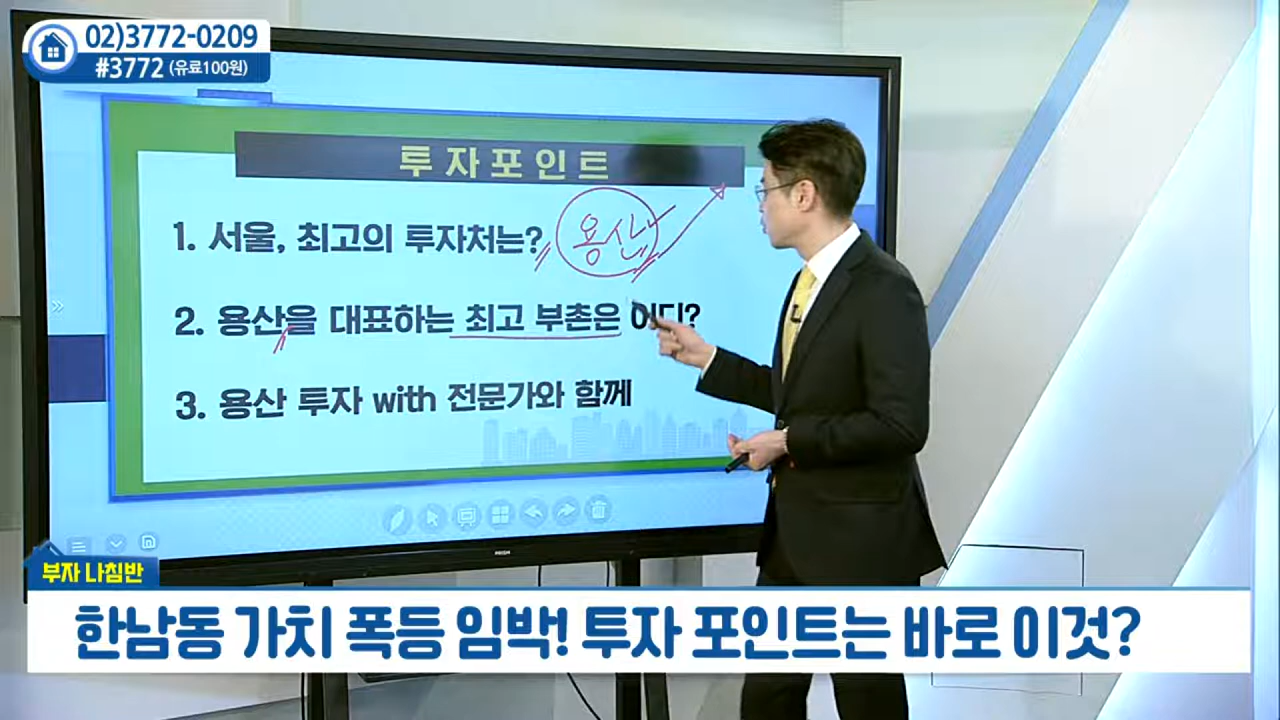 02)3772-0209
#3772 (유료100원)
투자포인트
1. 서울, 최고의 투자처는? 용산
2. 용산을 대표하는 최고 부촌은 어디?
3. 용산 투자 with 전문가와 함께
부자 나침반
한남동 가치 폭등 임박! 투자 포인트는 바로 이것?